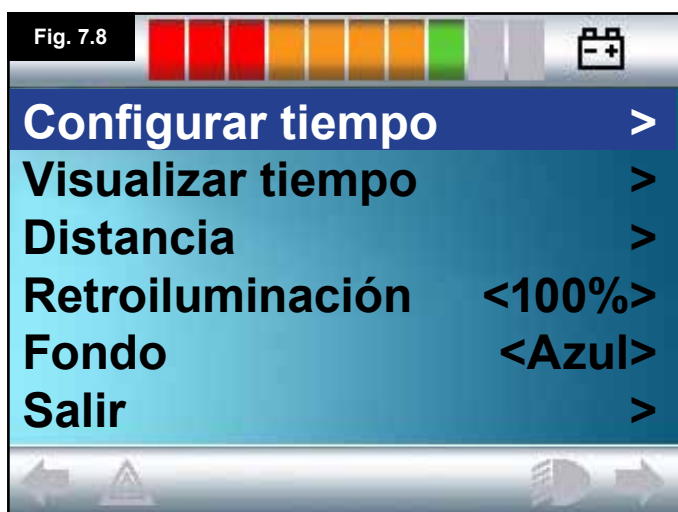 Fig. 7.8
Configurar tiempo >
Visualizar tiempo >
Distancia >
Retroiluminación <100%>
Fondo <Azul>
Salir >